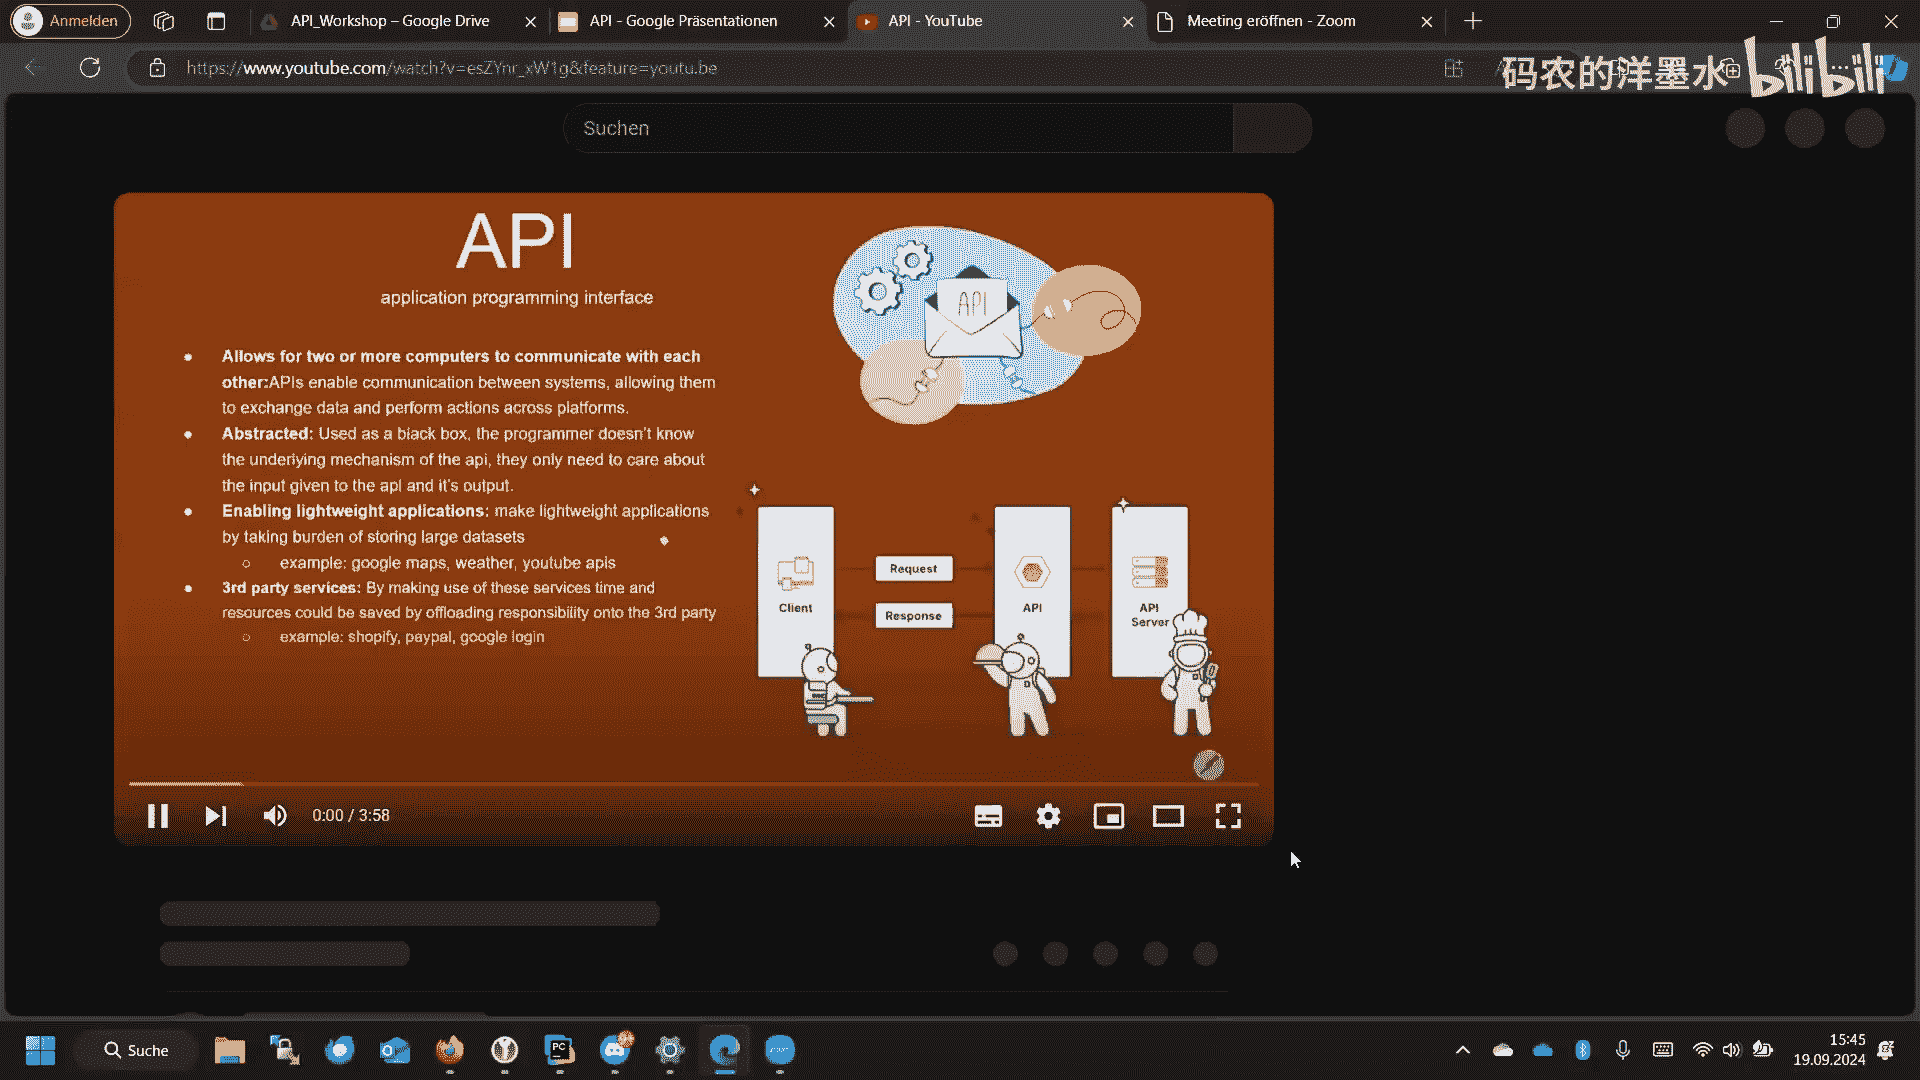 Anmelden
API_Workshop – Google Drive
API - Google Präsentationen
API - YouTube
Meeting eröffnen - Zoom
https://www.youtube.com/watch?v=esZYnr_xW1g&feature=youtu.be
码农的洋墨水 bilibili
Suchen
API
application programming interface
Allows for two or more computers to communicate with each
other:APIs enable communication between systems, allowing them
to exchange data and perform actions across platforms.
Abstracted: Used as a black box, the programmer doesn't know
the underlying mechanism of the api, they only need to care about
the input given to the api and it's output.
Enabling lightweight applications: make lightweight applications
by taking burden of storing large datasets
example: google maps, weather, youtube apis
3rd party services: By making use of these services time and
resources could be saved by offloading responsibility onto the 3rd party
example: shopify, paypal, google login
API
Request
Response
Client
API
API
Server
0:00 / 3:58
Suche
PC
15:45
19.09.2024